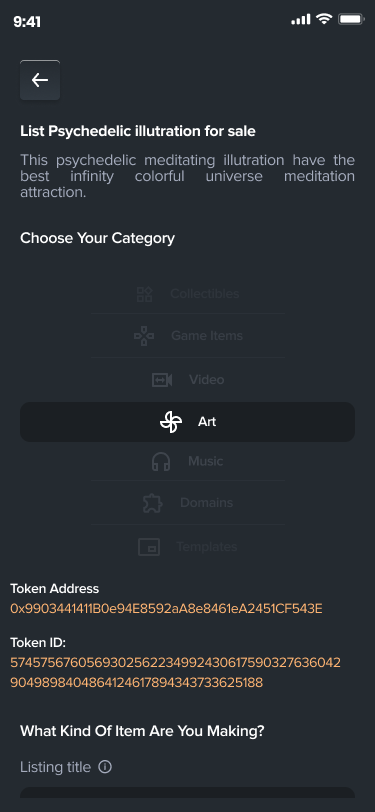 9:41
List Psychedelic illutration for sale
This psychedelic meditating illutration have the
best infinity colorful universe meditation
attraction.
Choose Your Category
Collectibles
Game Items
Video
Art
Music
Domains
Templates
Token Address
0x9903441411B0e94E8592aA8e8461eA2451CF543E
Token ID:
5745756760569302562234992430617590327636042
9049898404864124617894343733625188
What Kind Of Item Are You Making?
Listing title